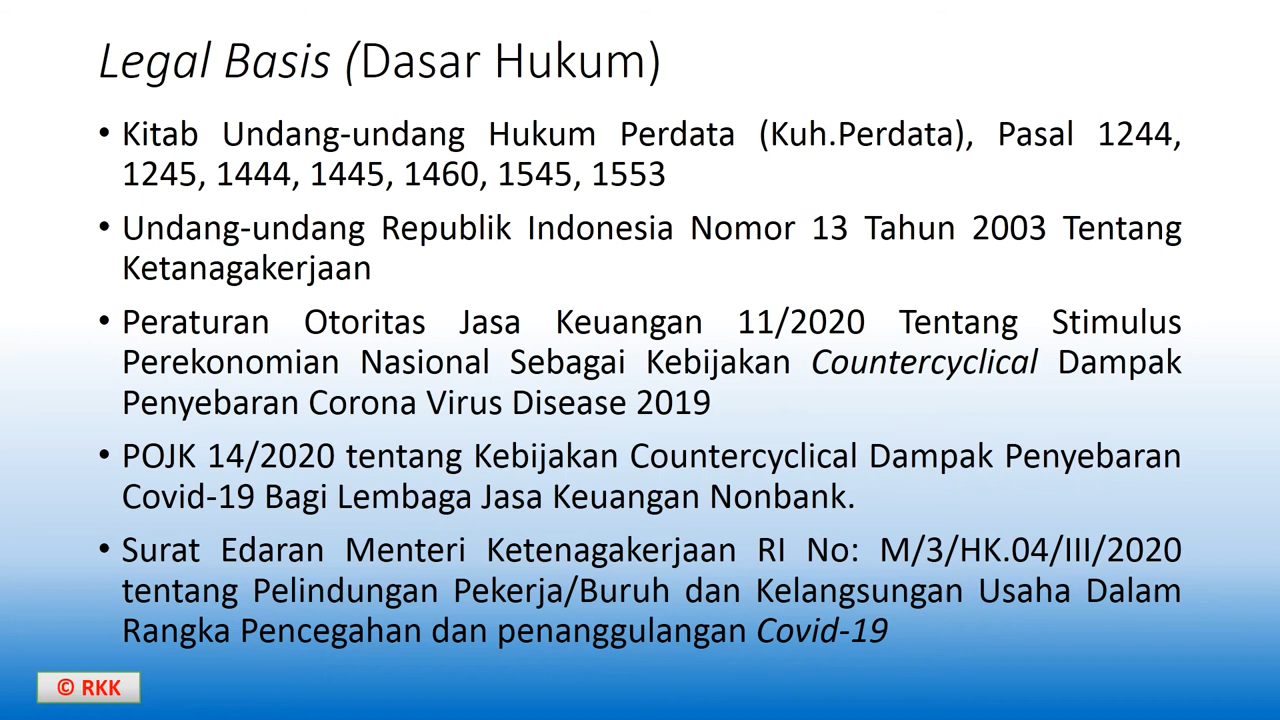 Legal Basis (Dasar Hukum)
• Kitab Undang-undang Hukum Perdata (Kuh.Perdata), Pasal 1244,
1245, 1444, 1445, 1460, 1545, 1553
• Undang-undang Republik Indonesia Nomor 13 Tahun 2003 Tentang
Ketanagakerjaan
• Peraturan Otoritas Jasa Keuangan 11/2020 Tentang Stimulus
Perekonomian Nasional Sebagai Kebijakan Countercyclical Dampak
Penyebaran Corona Virus Disease 2019
• POJK 14/2020 tentang Kebijakan Countercyclical Dampak Penyebaran
Covid-19 Bagi Lembaga Jasa Keuangan Nonbank.
• Surat Edaran Menteri Ketenagakerjaan RI No: M/3/HK.04/III/2020
tentang Pelindungan Pekerja/Buruh dan Kelangsungan Usaha Dalam
Rangka Pencegahan dan penanggulangan Covid-19
© RKK